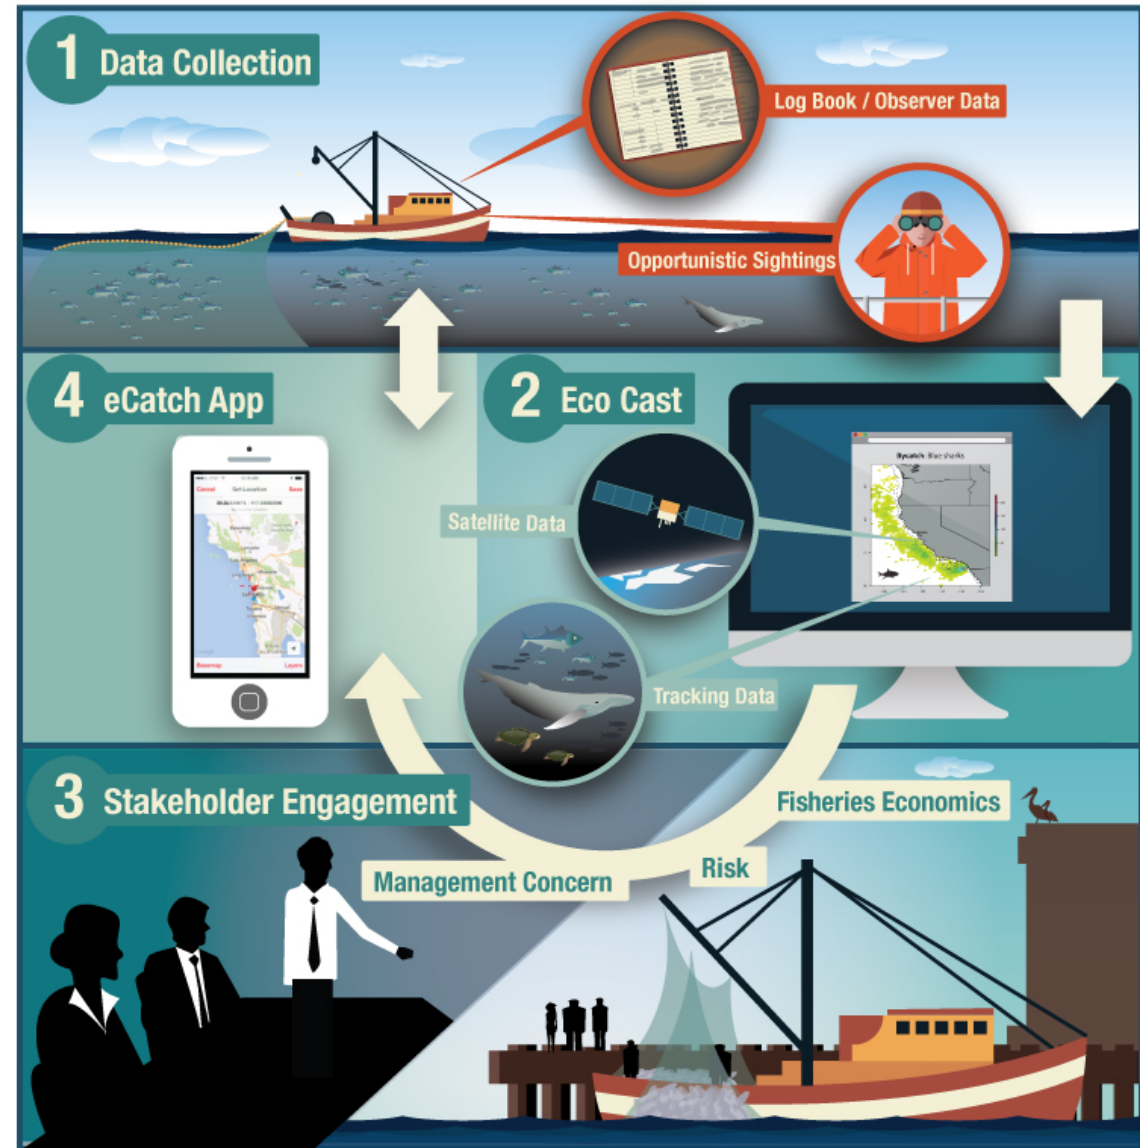 1 Data Collection
Log Book / Observer Data
Opportunistic Sightings
4 eCatch App
2 Eco Cast
Bycatch: Blue sharks
Cancel Set Location Save
Satellite Data
Basemap Layers
Tracking Data
3 Stakeholder Engagement
Fisheries Economics
Risk
Management Concern